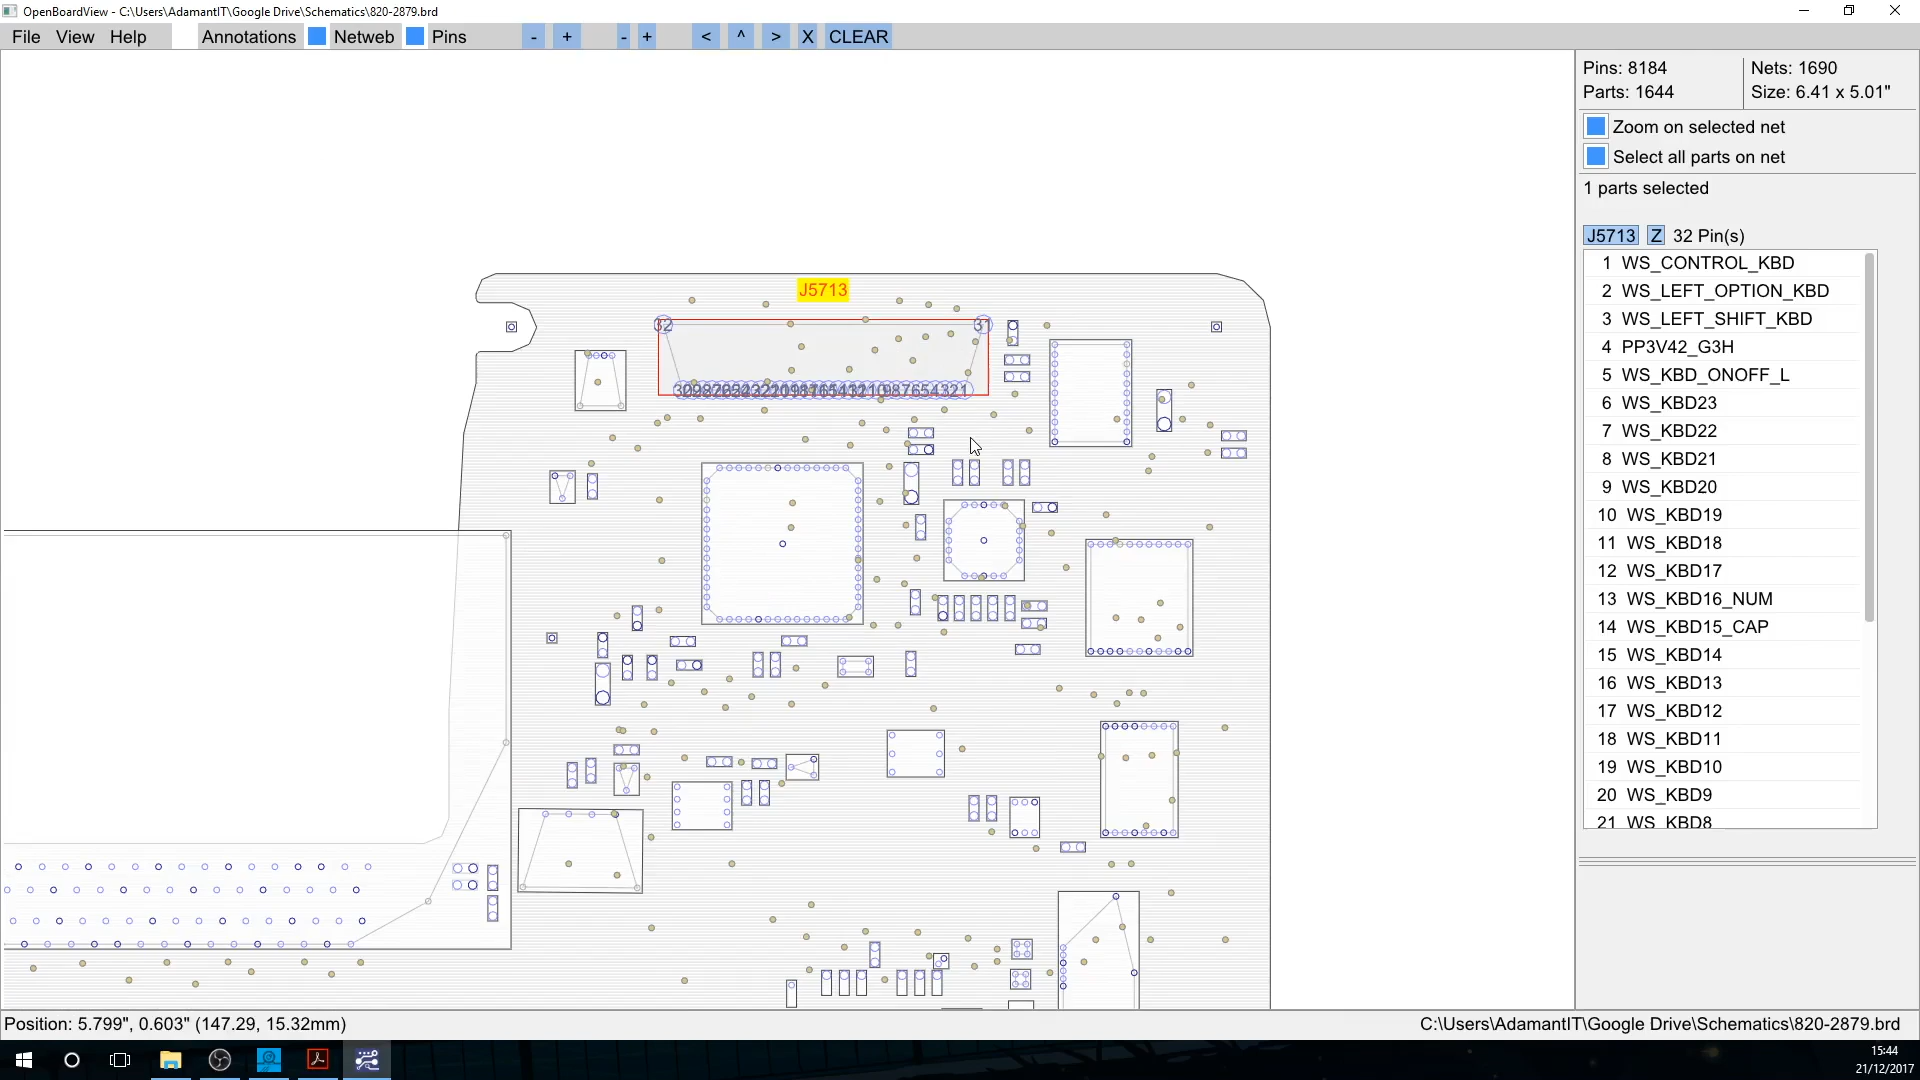 OpenBoardView - C:\Users\AdamantIT\Google Drive\Schematics\820-2879.brd
File View Help Annotations Netweb Pins - + - + < ^ > X CLEAR
Pins: 8184 Nets: 1690
Parts: 1644 Size: 6.41 x 5.01"
Zoom on selected net
Select all parts on net
1 parts selected
J5713 Z 32 Pin(s)
1 WS_CONTROL_KBD
2 WS_LEFT_OPTION_KBD
3 WS_LEFT_SHIFT_KBD
4 PP3V42_G3H
5 WS_KBD_ONOFF_L
6 WS_KBD23
7 WS_KBD22
8 WS_KBD21
9 WS_KBD20
10 WS_KBD19
11 WS_KBD18
12 WS_KBD17
13 WS_KBD16_NUM
14 WS_KBD15_CAP
15 WS_KBD14
16 WS_KBD13
17 WS_KBD12
18 WS_KBD11
19 WS_KBD10
20 WS_KBD9
21 WS_KBD8
J5713
32 31
Position: 5.799", 0.603" (147.29, 15.32mm)
C:\Users\AdamantIT\Google Drive\Schematics\820-2879.brd
15:44
21/12/2017